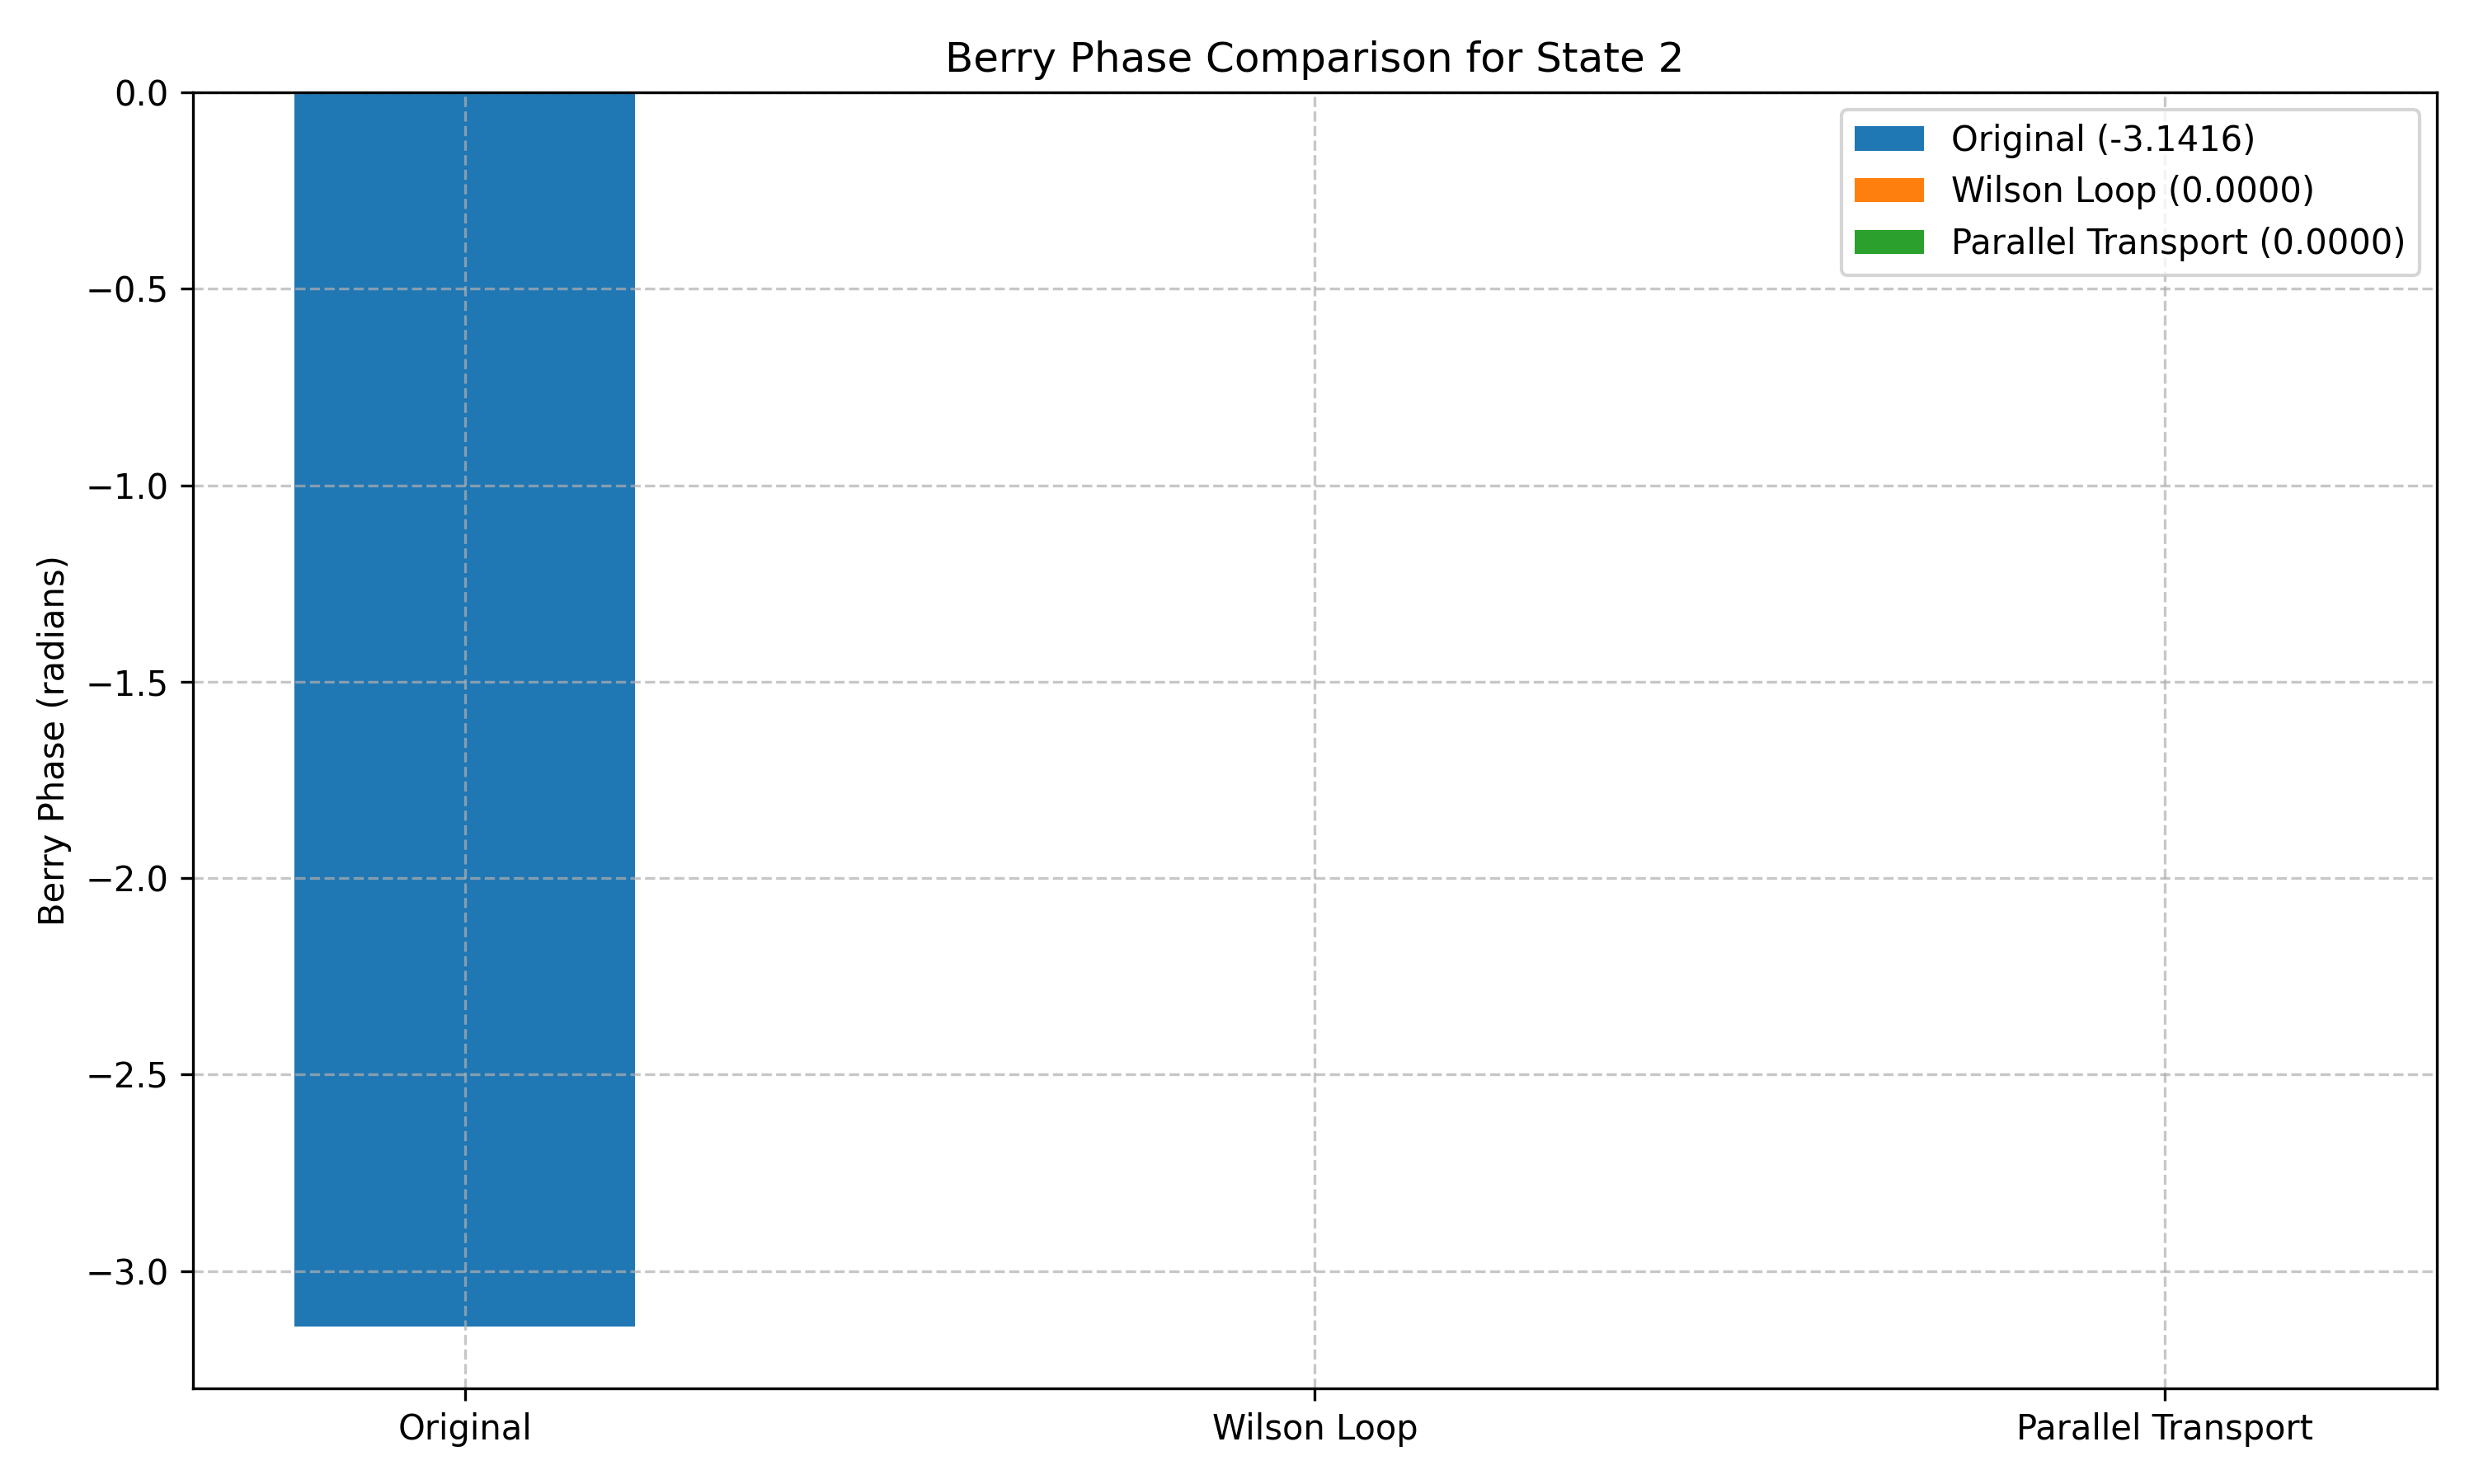 Berry Phase Comparison for State 2
Original (-3.1416)
Wilson Loop (0.0000)
Parallel Transport (0.0000)
Berry Phase (radians)
0.0
−0.5
−1.0
−1.5
−2.0
−2.5
−3.0
Original
Wilson Loop
Parallel Transport